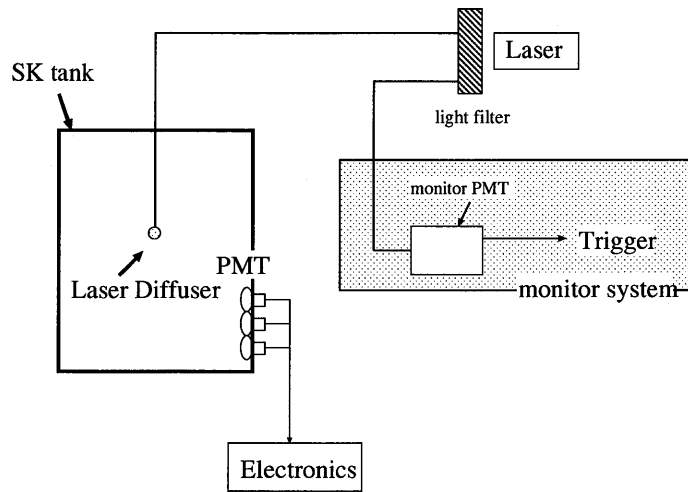 SK tank
Laser
light filter
monitor PMT
Trigger
monitor system
PMT
Laser Diffuser
Electronics